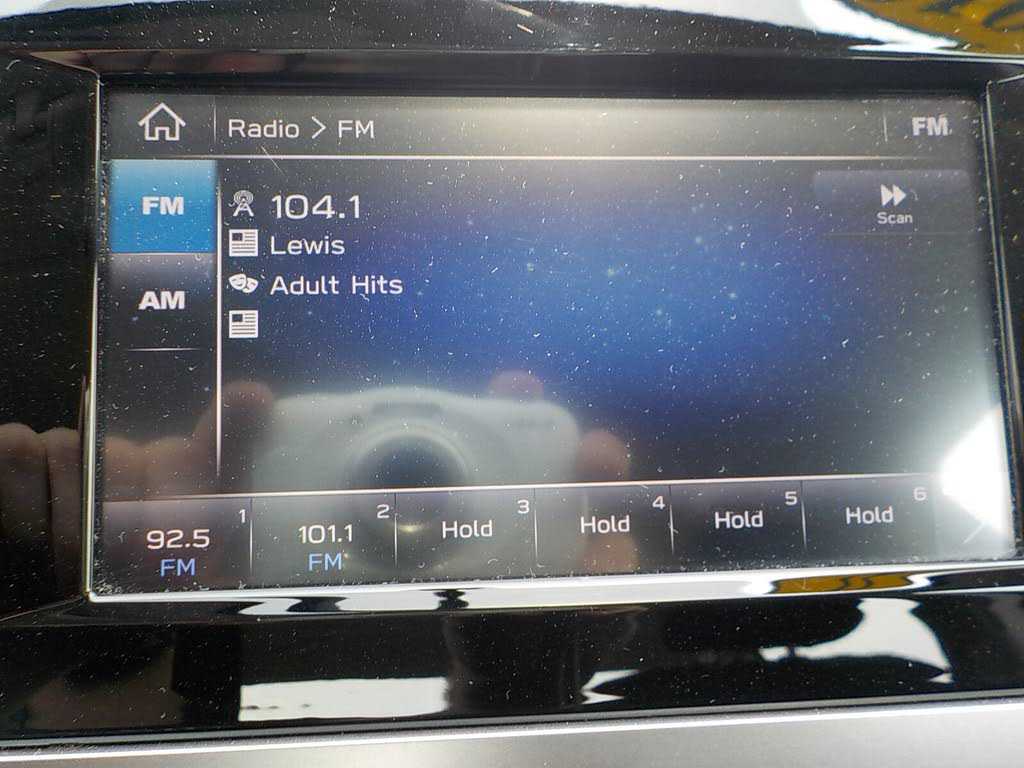 Radio > FM
FM
FM
104.1
Scan
Lewis
AM
Adult Hits
1
92.5
FM
2
101.1
FM
3
Hold
4
Hold
5
Hold
6
Hold